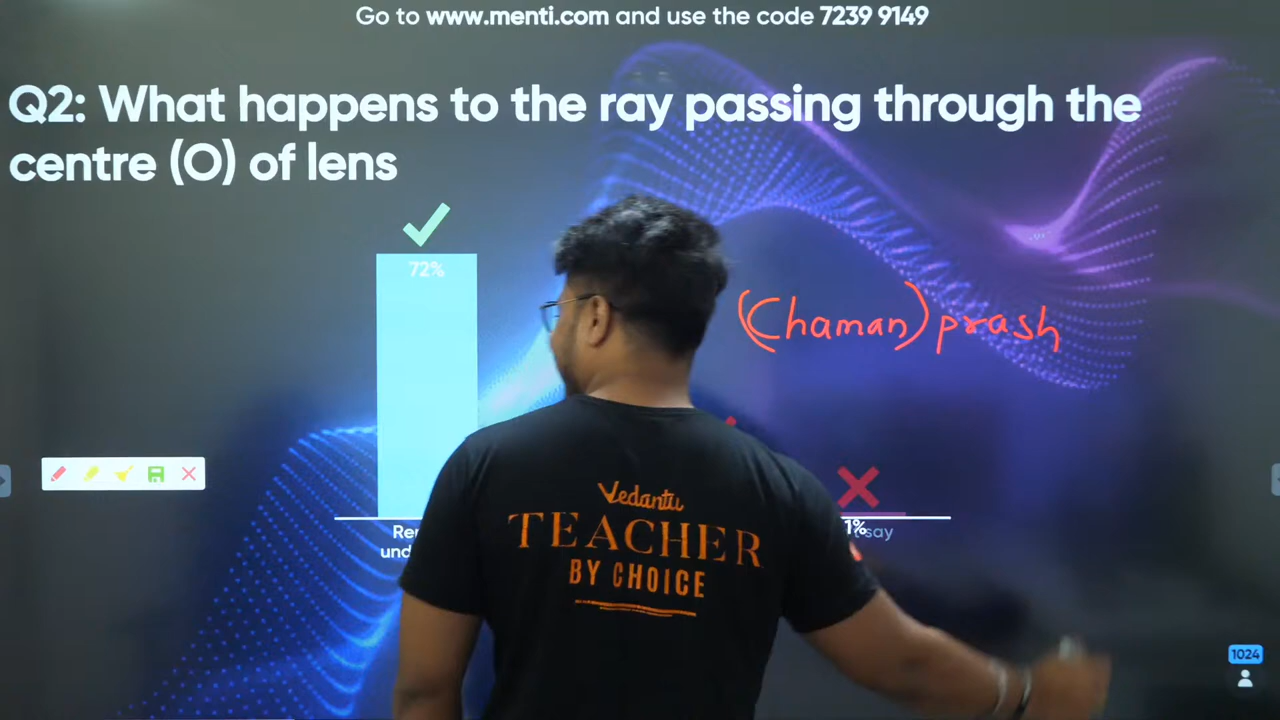 Go to www.menti.com and use the code 7239 9149
Q2: What happens to the ray passing through the
centre (O) of lens
72%
(Chaman) prash
1%
say
Vedantu
TEACHER
BY CHOICE
1024